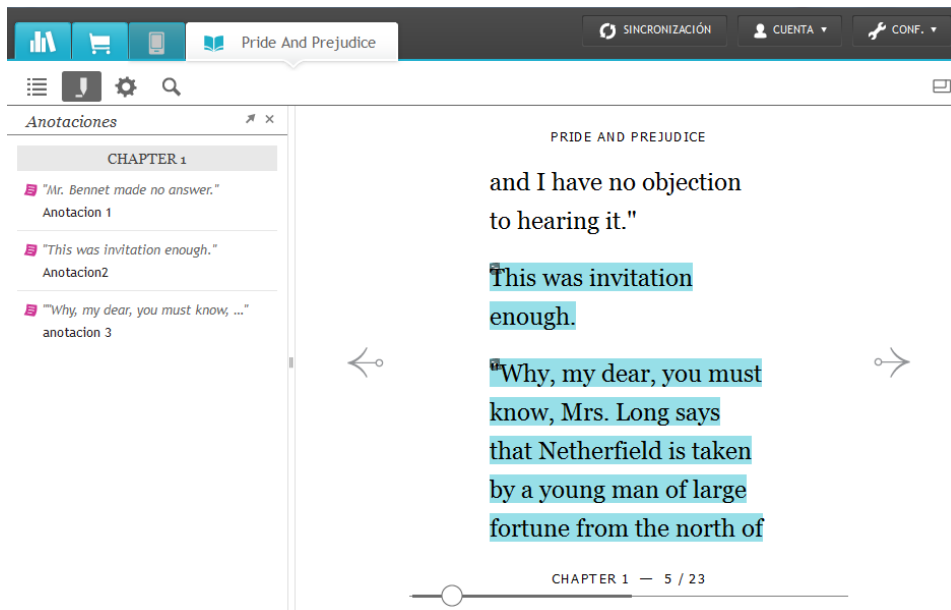 Pride And Prejudice
SINCRONIZACIÓN
CUENTA
CONF.
Anotaciones
CHAPTER 1
"Mr. Bennet made no answer."
Anotacion 1
"This was invitation enough."
Anotacion2
""Why, my dear, you must know, ..."
anotacion 3
PRIDE AND PREJUDICE
and I have no objection
to hearing it."
This was invitation
enough.
"Why, my dear, you must
know, Mrs. Long says
that Netherfield is taken
by a young man of large
fortune from the north of
CHAPTER 1 — 5 / 23